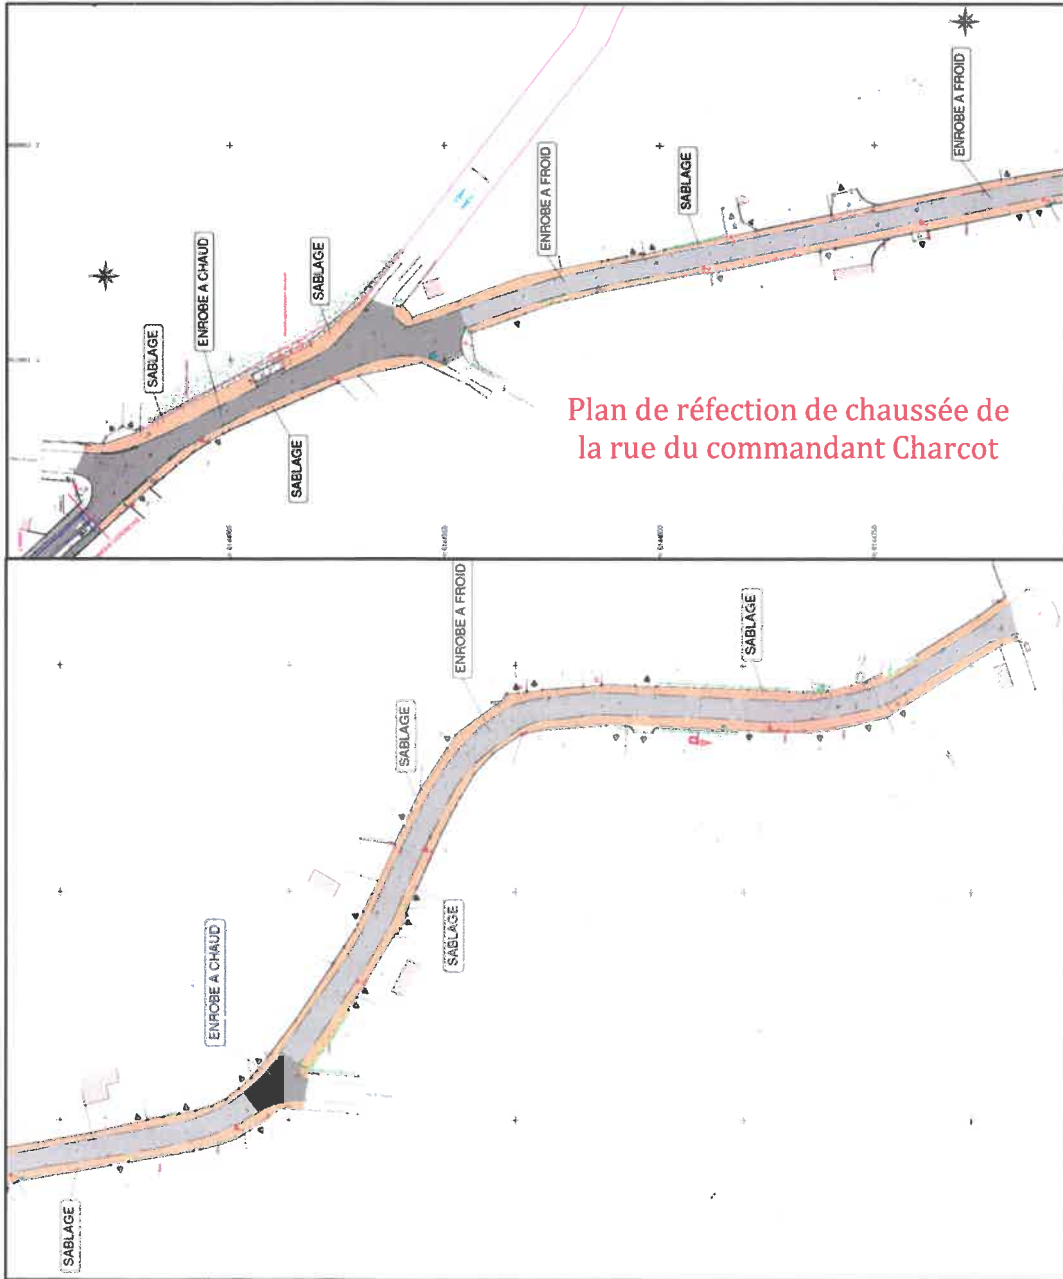 SABLAGE
ENROBE A CHAUD
SABLAGE
SABLAGE
ENROBE A FROID
SABLAGE
ENROBE A FROID
Plan de réfection de chaussée de
la rue du commandant Charcot
ENROBE A FROID
SABLAGE
SABLAGE
SABLAGE
ENROBE A CHAUD
SABLAGE